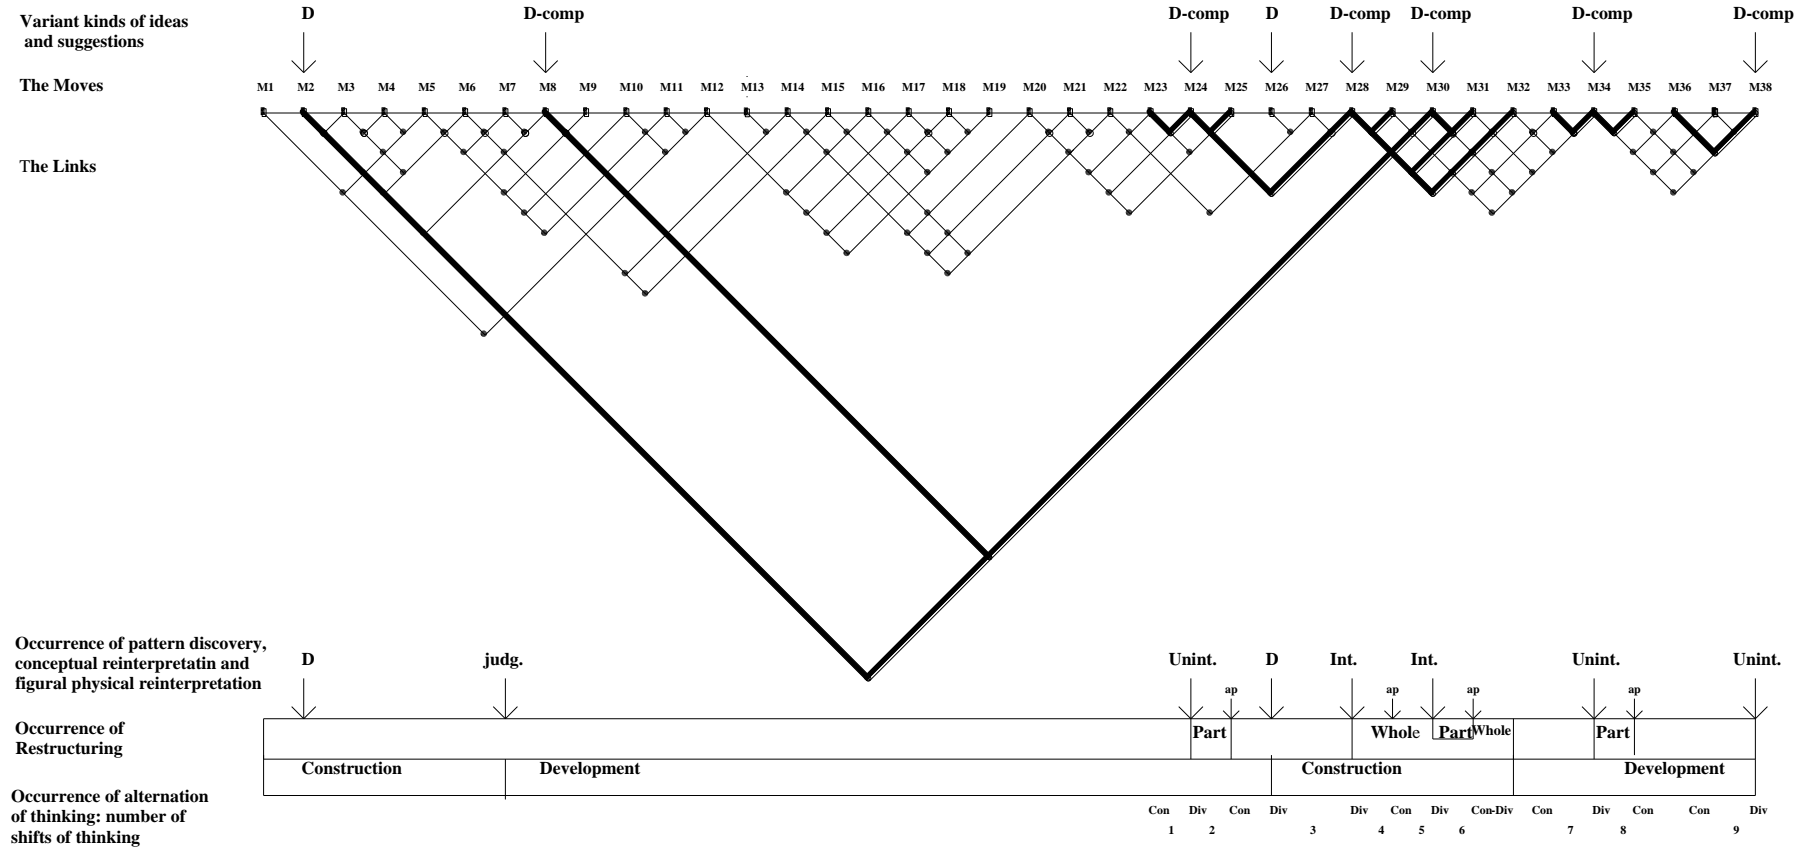 Variant kinds of ideas
and suggestions
D D-comp D-comp D D-comp D-comp D-comp D-comp
The Moves
M1 M2 M3 M4 M5 M6 M7 M8 M9 M10 M11 M12 M13 M14 M15 M16 M17 M18 M19 M20 M21 M22 M23 M24 M25 M26 M27 M28 M29 M30 M31 M32 M33 M34 M35 M36 M37 M38
The Links
Occurrence of pattern discovery,
conceptual reinterpretatin and
figural physical reinterpretation
D judg. Unint. D Int. Int. Unint. Unint.
ap ap ap ap
Occurrence of
Restructuring
Part Whole Part Whole Part
Construction Development Construction Development
Occurrence of alternation
of thinking: number of
shifts of thinking
Con Div Con Div Div Con Div Con-Div Con Div Con Con Div
1 2 3 4 5 6 7 8 9